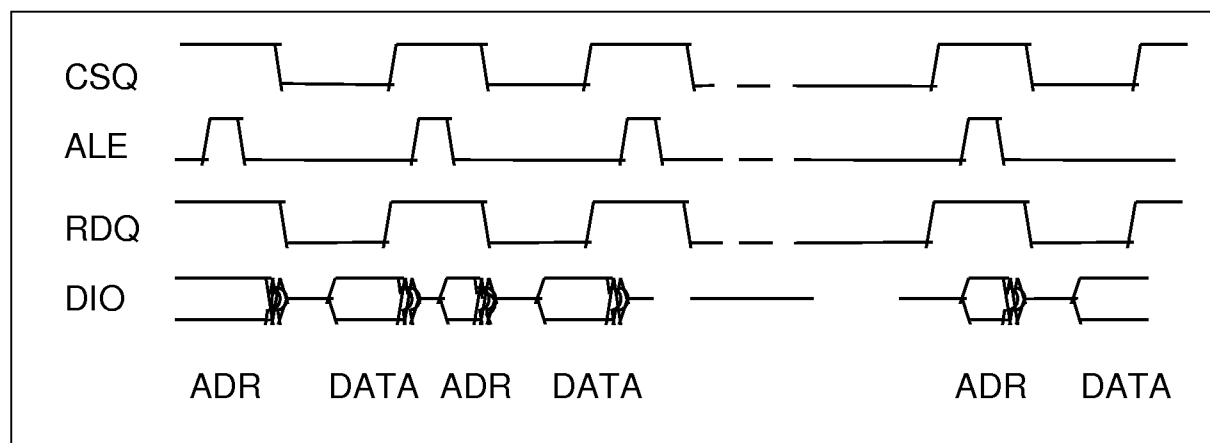 CSQ
ALE
RDQ
DIO
ADR DATA ADR DATA ADR DATA